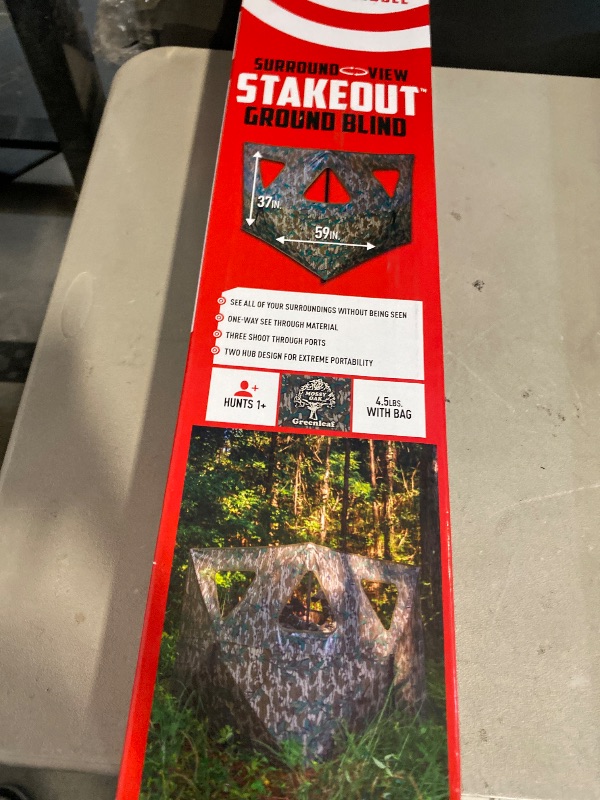 SURROUND VIEW
STAKEOUT™
GROUND BLIND
37IN.
59IN.
SEE ALL OF YOUR SURROUNDINGS WITHOUT BEING SEEN
ONE-WAY SEE THROUGH MATERIAL
THREE SHOOT THROUGH PORTS
TWO HUB DESIGN FOR EXTREME PORTABILITY
HUNTS 1+
MOSSY
OAK
Greenleaf
4.5LBS.
WITH BAG